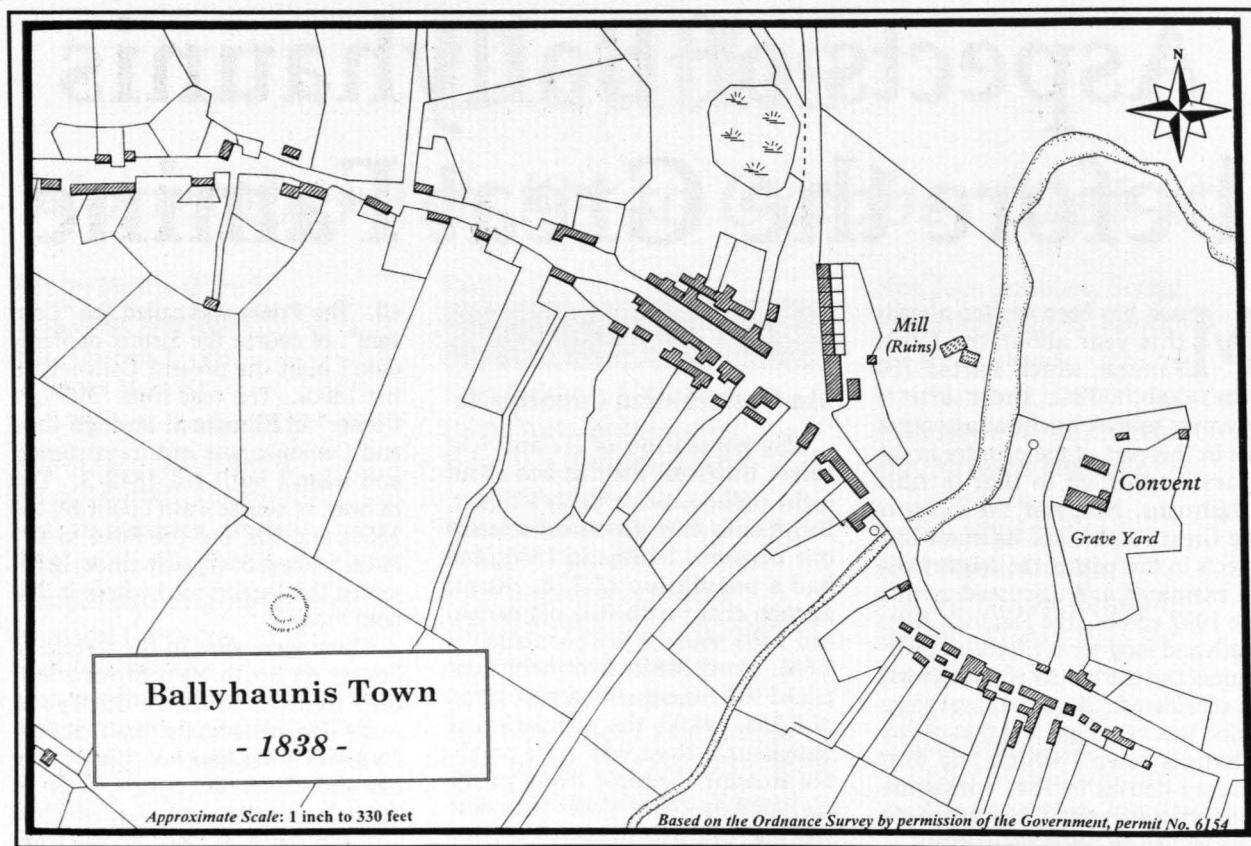 N
Mill
(Ruins)
Convent
Grave Yard
Ballyhaunis Town
- 1838 -
Approximate Scale: 1 inch to 330 feet
Based on the Ordnance Survey by permission of the Government, permit No. 6154